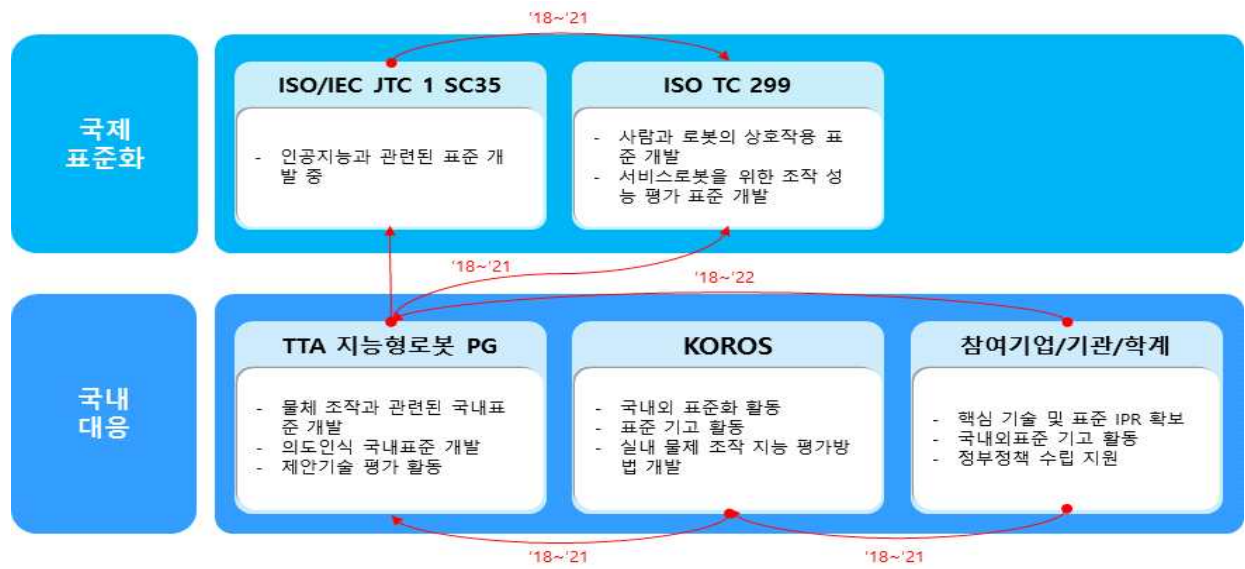 '18~'21
국제
표준화
ISO/IEC JTC 1 SC35
- 인공지능과 관련된 표준 개
발 중
ISO TC 299
- 사람과 로봇의 상호작용 표
준 개발
- 서비스로봇을 위한 조작 성
능 평가 표준 개발
'18~'21
'18~'22
국내
대응
TTA 지능형로봇 PG
- 물체 조작과 관련된 국내표
준 개발
- 의도인식 국내표준 개발
- 제안기술 평가 활동
KOROS
- 국내외 표준화 활동
- 표준 기고 활동
- 실내 물제 조작 지능 평가방
법 개발
참여기업/기관/학계
- 핵심 기술 및 표준 IPR 확보
- 국내외표준 기고 활동
- 정부정책 수립 지원
'18~'21
'18~'21